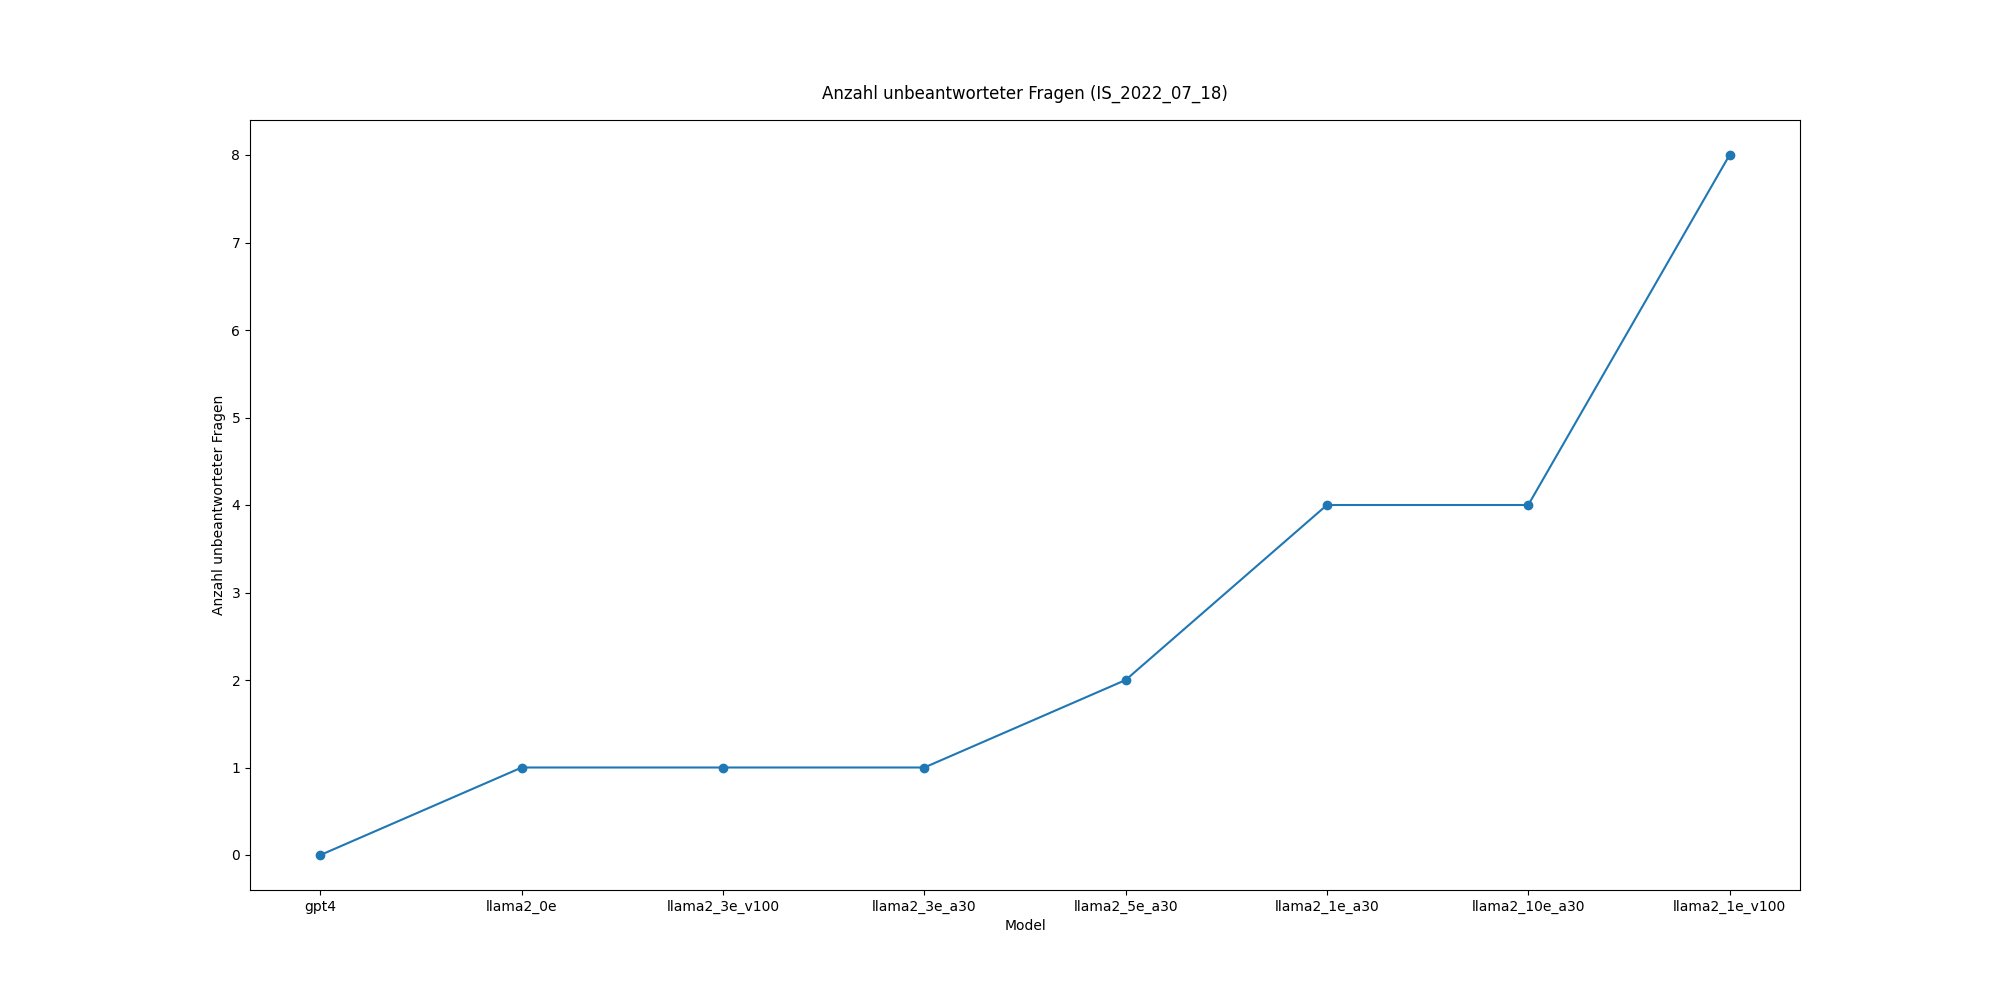 Anzahl unbeantworteter Fragen (IS_2022_07_18)
Anzahl unbeantworteter Fragen
8
7
6
5
4
3
2
1
0
gpt4 llama2_0e llama2_3e_v100 llama2_3e_a30 llama2_5e_a30 llama2_1e_a30 llama2_10e_a30 llama2_1e_v100
Model